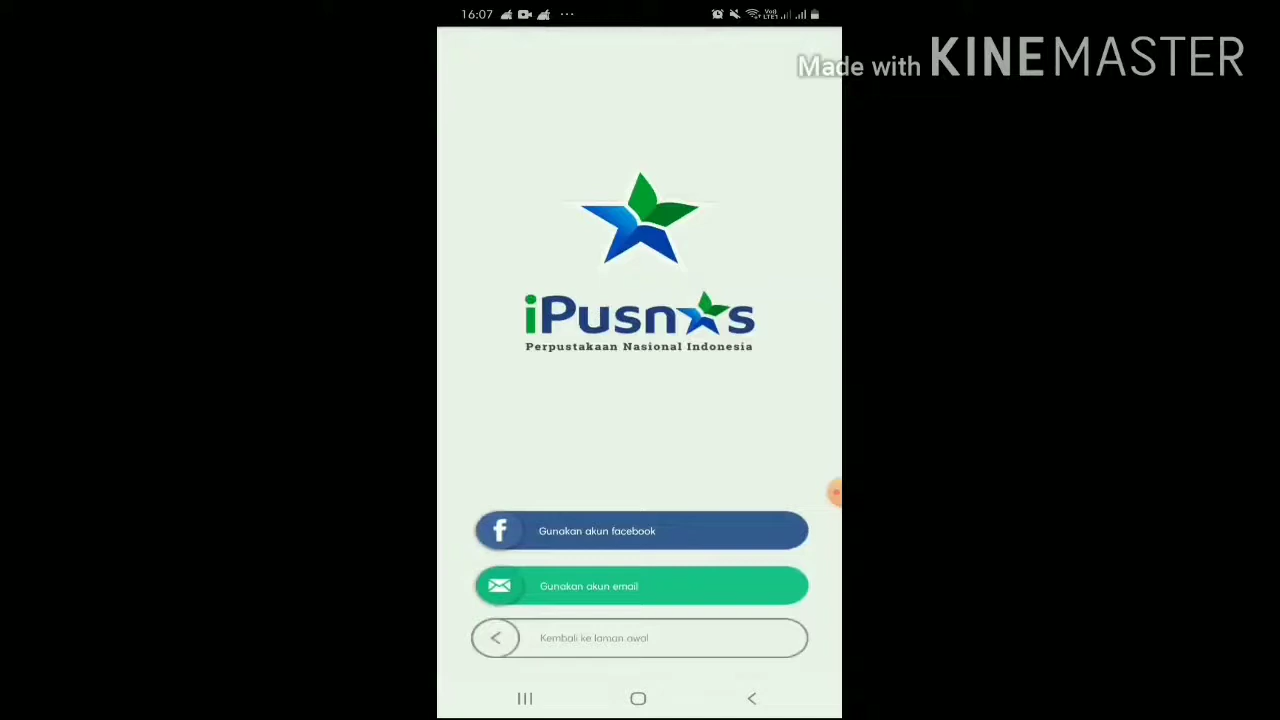 16:07
Made with KINEMASTER
iPusnas
Perpustakaan Nasional Indonesia
Gunakan akun facebook
Gunakan akun email
Kembali ke laman awal